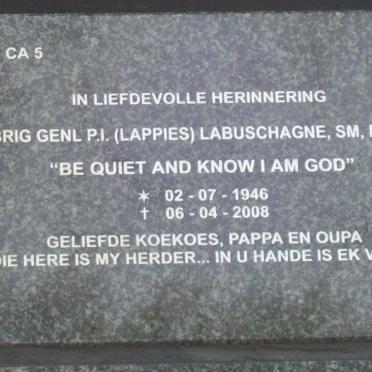 CA 5
IN LIEFDEVOLLE HERINNERING
BRIG GENL P.I. (LAPPIES) LABUSCHAGNE, SM,
“BE QUIET AND KNOW I AM GOD”
✶ 02 - 07 - 1946
✝ 06 - 04 - 2008
GELIEFDE KOEKOES, PAPPA EN OUPA
DIE HERE IS MY HERDER... IN U HANDE IS EK